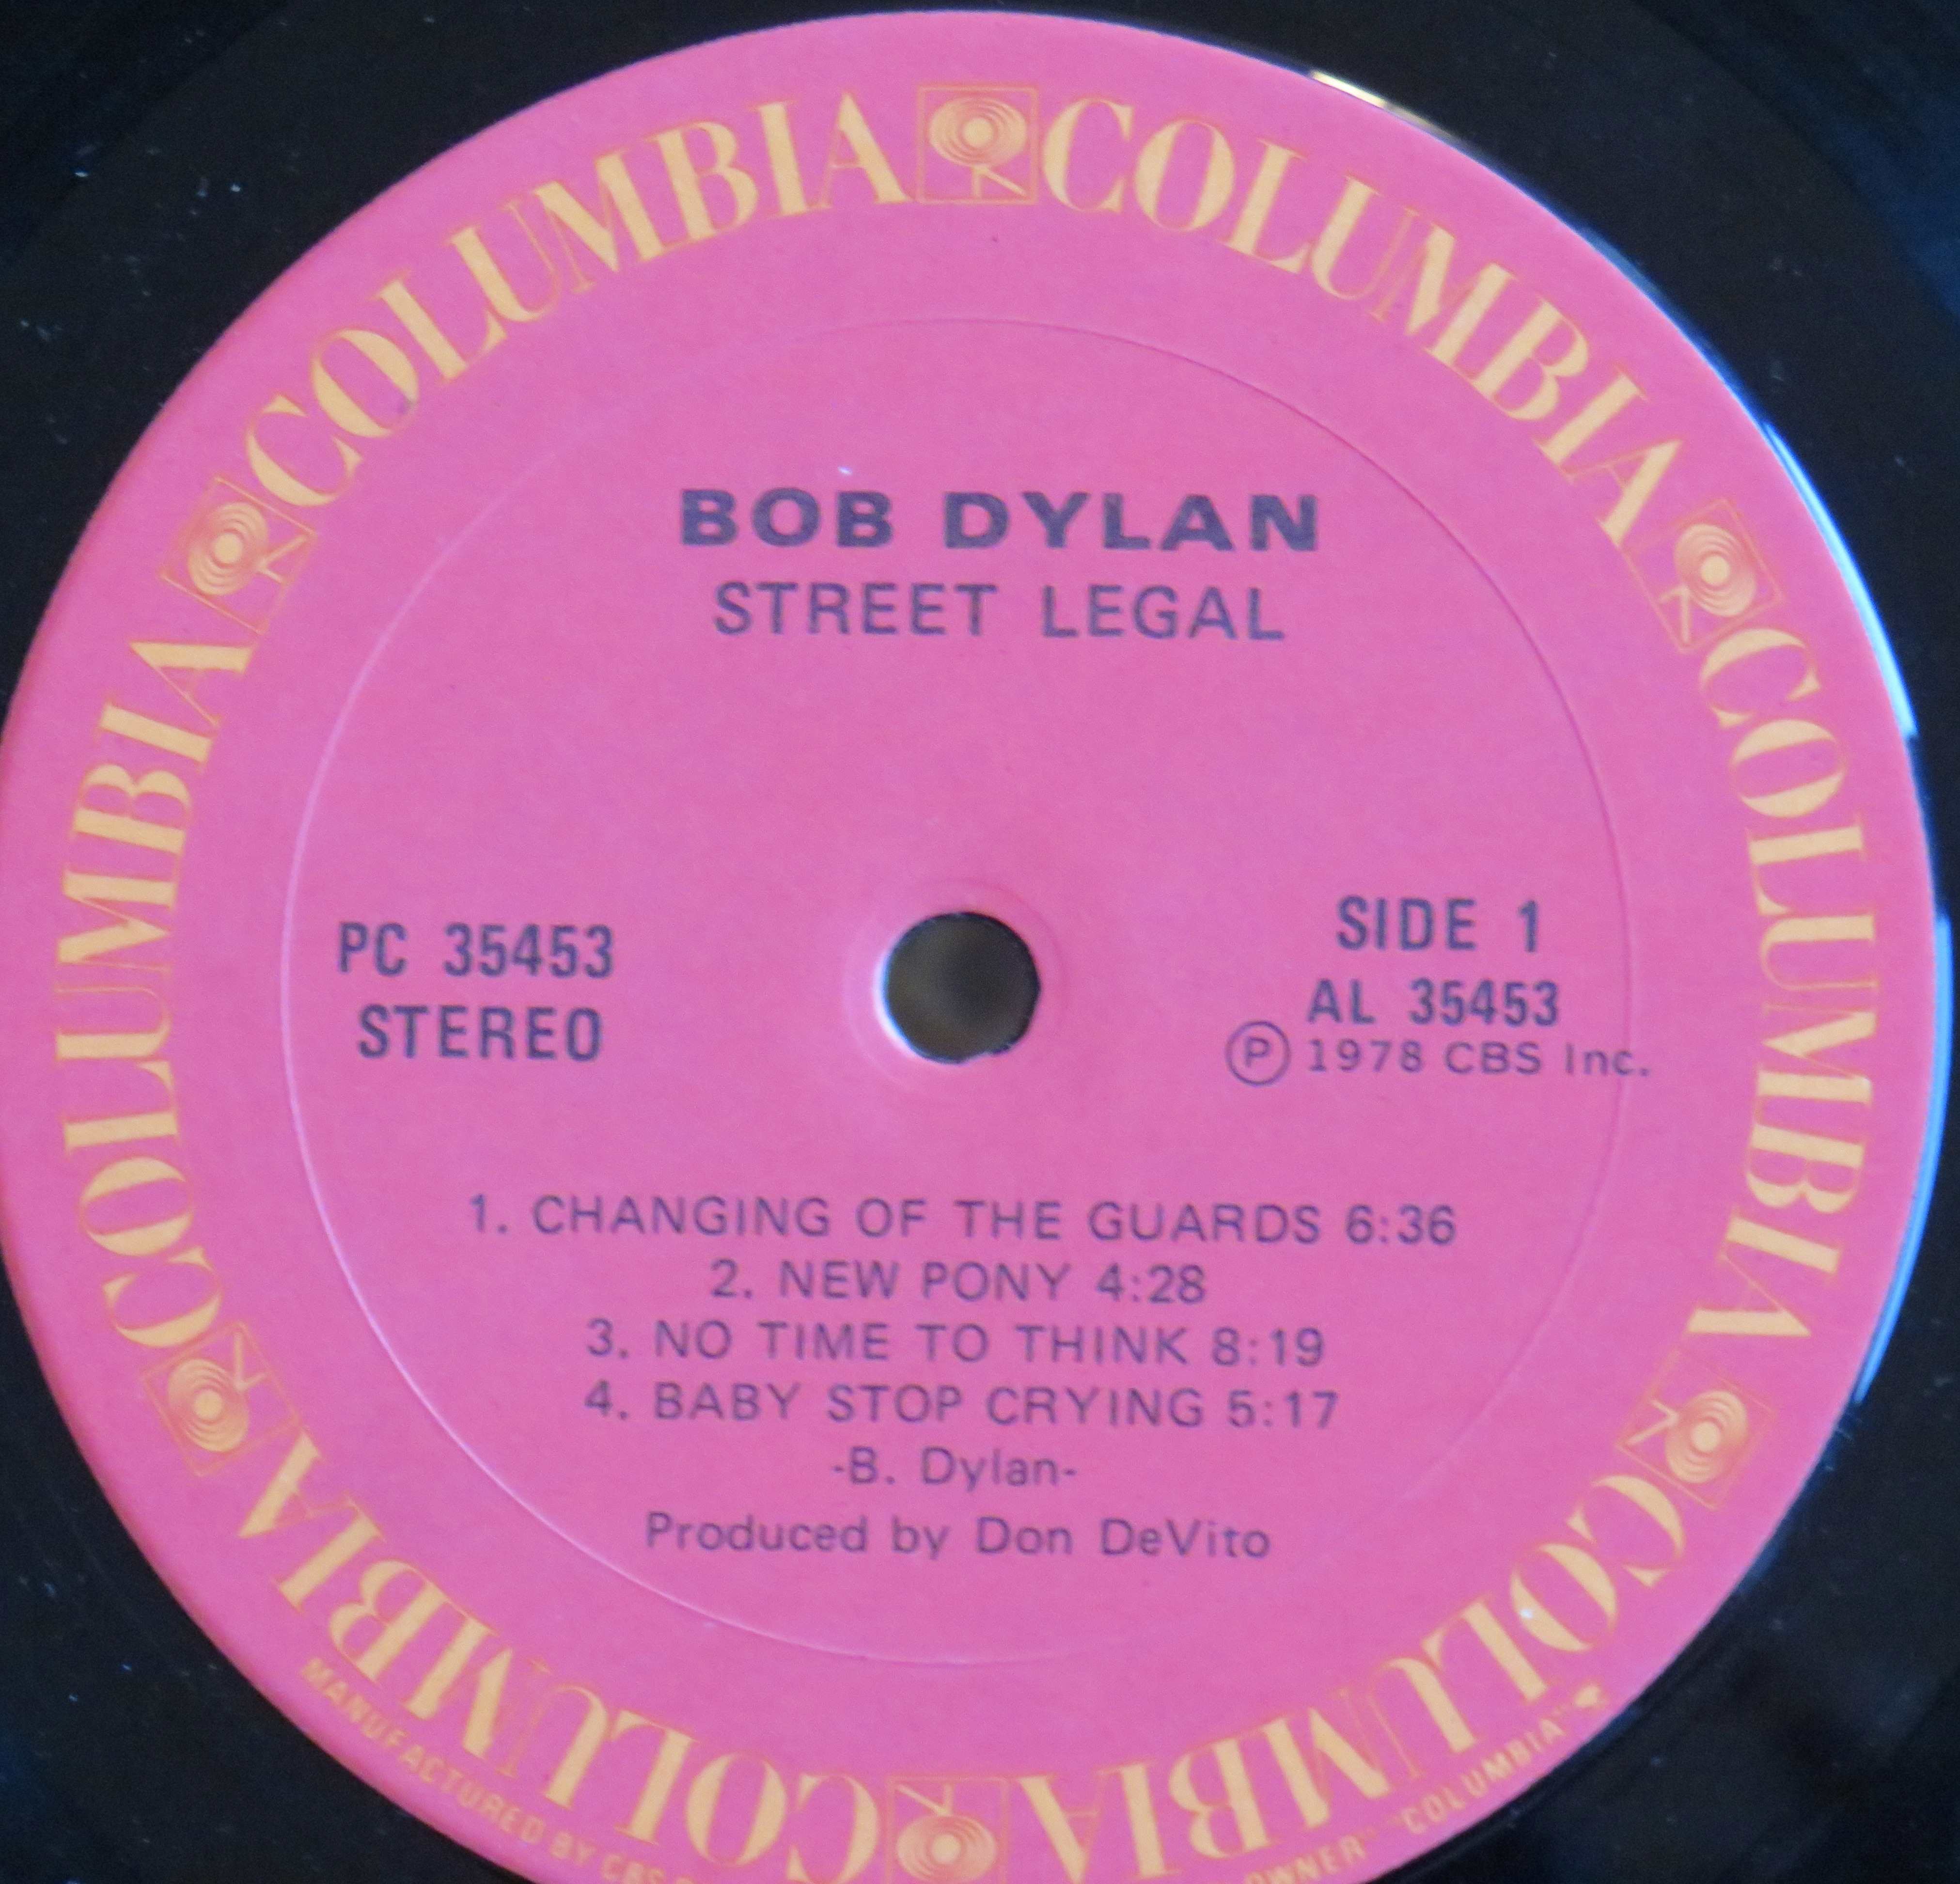 COLUMBIA COLUMBIA COLUMBIA COLUMBIA COLUMBIA COLUMBIA
BOB DYLAN
STREET LEGAL
PC 35453
STEREO
SIDE 1
AL 35453
Ⓟ 1978 CBS Inc.
1. CHANGING OF THE GUARDS 6:36
2. NEW PONY 4:28
3. NO TIME TO THINK 8:19
4. BABY STOP CRYING 5:17
-B. Dylan-
Produced by Don DeVito
MANUFACTURED BY CBS
OWNER "COLUMBIA"